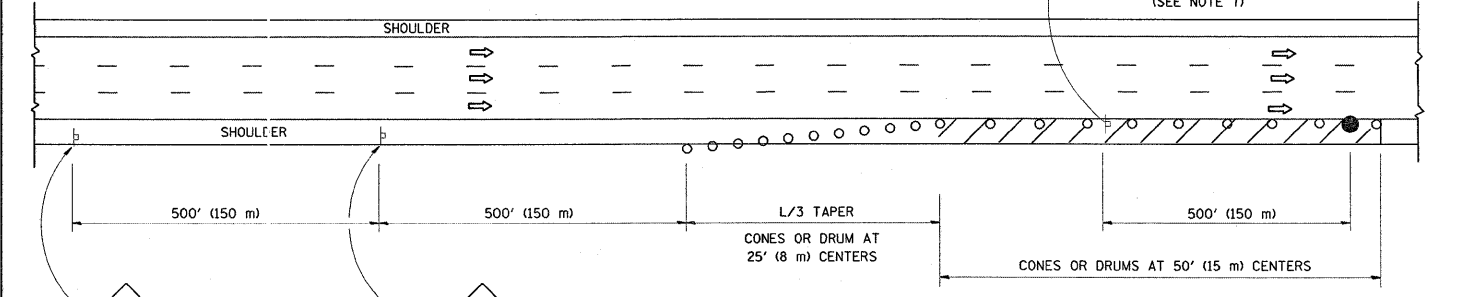 (SEE NOTE 1)
SHOULDER
SHOULDER
500' (150 m)
500' (150 m)
L/3 TAPER
500' (150 m)
CONES OR DRUM AT
25' (8 m) CENTERS
CONES OR DRUMS AT 50' (15 m) CENTERS